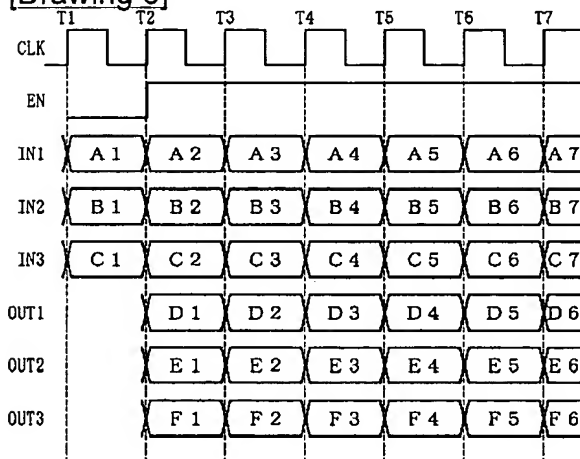 [Drawing 6]
T1 T2 T3 T4 T5 T6 T7
CLK
EN
IN1 A1 A2 A3 A4 A5 A6 A7
IN2 B1 B2 B3 B4 B5 B6 B7
IN3 C1 C2 C3 C4 C5 C6 C7
OUT1 D1 D2 D3 D4 D5 D6
OUT2 E1 E2 E3 E4 E5 E6
OUT3 F1 F2 F3 F4 F5 F6